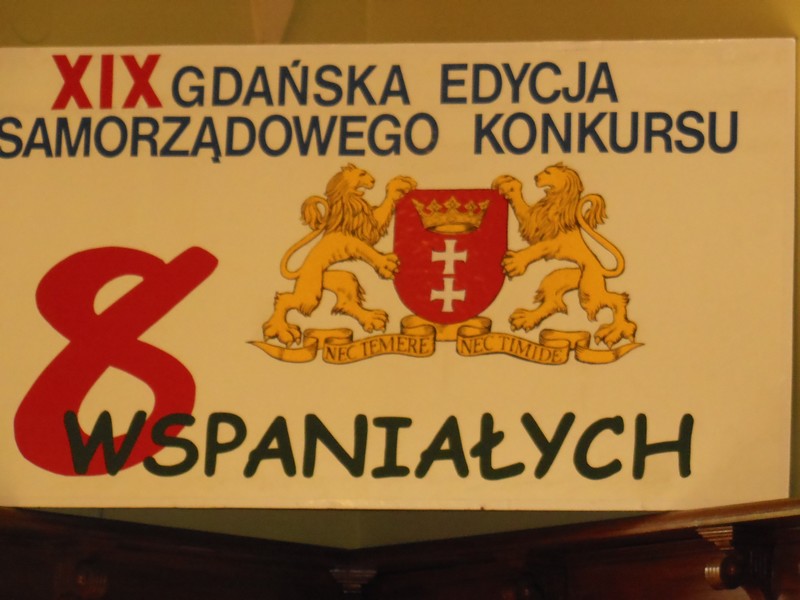 XIX GDAŃSKA EDYCJA
SAMORZĄDOWEGO KONKURSU
NEC TEMERE NEC TIMIDE
8
WSPANIAŁYCH